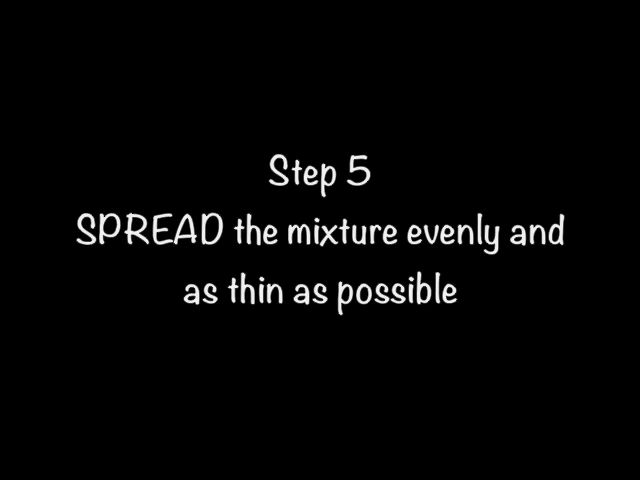 Step 5
SPREAD the mixture evenly and
as thin as possible